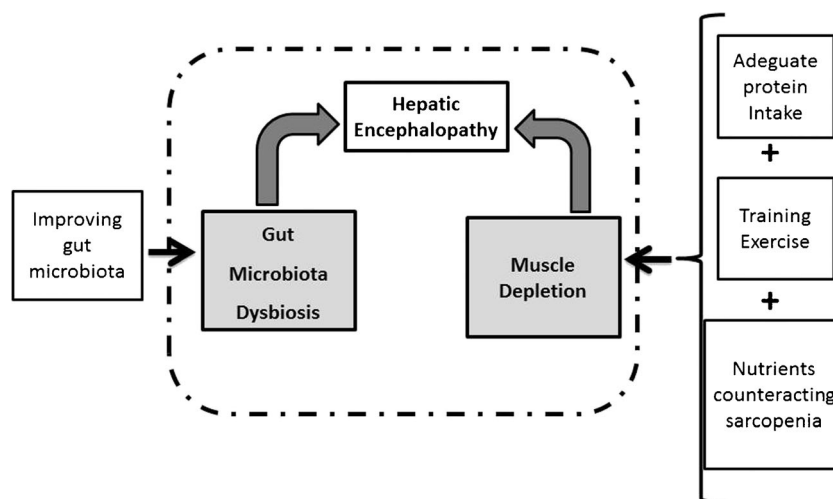 Hepatic
Encephalopathy
Improving
gut
microbiota
Gut
Microbiota
Dysbiosis
Muscle
Depletion
Adeguate
protein
Intake
+
Training
Exercise
+
Nutrients
counteracting
sarcopenia